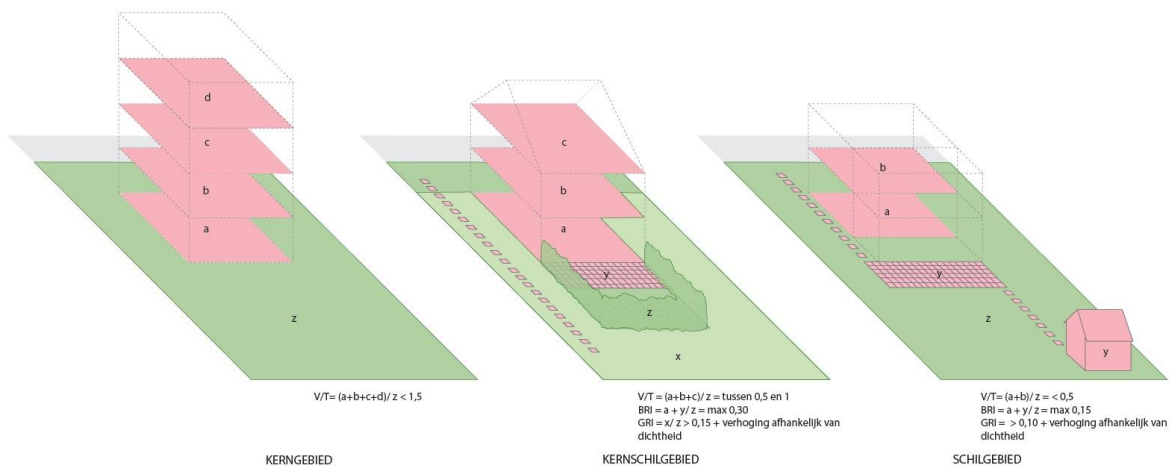 d
c
b
a
z
V/T= (a+b+c+d)/ z < 1,5
KERNGEBIED
c
b
a
y
z
x
V/T = (a+b+c)/ z = tussen 0,5 en 1
BRI = a + y/ z = max 0,30
GRI = x/ z > 0,15 + verhoging afhankelijk van
dichtheid
KERNSCHILGEBIED
b
a
y
z
y
V/T= (a+b)/ z = < 0,5
BRI = a + y/ z = max 0,15
GRI = > 0,10 + verhoging afhankelijk van
dichtheid
SCHILGEBIED